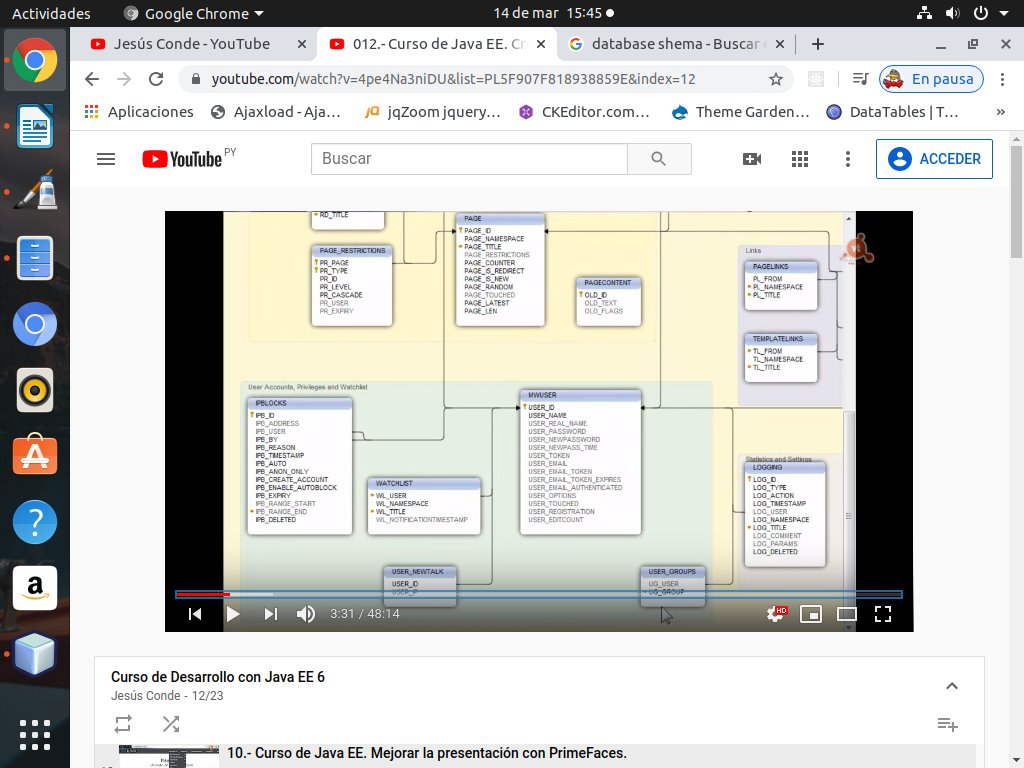 Actividades
Google Chrome
14 de mar 15:45
Jesús Conde - YouTube
012.- Curso de Java EE. Cr
database shema - Buscar c
youtube.com/watch?v=4pe4Na3niDU&list=PL5F907F818938859E&index=12
En pausa
Aplicaciones
Ajaxload - Aja...
jqZoom jquery...
CKEditor.com...
Theme Garden...
DataTables | T...
»
YouTube PY
Buscar
ACCEDER
RD_TITLE
PAGE_RESTRICTIONS
PR_PAGE
PR_TYPE
PR_ID
PR_LEVEL
PR_CASCADE
PR_USER
PR_EXPIRY
PAGE
PAGE_ID
PAGE_NAMESPACE
PAGE_TITLE
PAGE_RESTRICTIONS
PAGE_COUNTER
PAGE_IS_REDIRECT
PAGE_IS_NEW
PAGE_RANDOM
PAGE_TOUCHED
PAGE_LATEST
PAGE_LEN
PAGECONTENT
OLD_ID
OLD_TEXT
OLD_FLAGS
Links
PAGELINKS
PL_FROM
PL_NAMESPACE
PL_TITLE
TEMPLATELINKS
TL_FROM
TL_NAMESPACE
TL_TITLE
User Accounts, Privileges and Watchlist
IPBLOCKS
IPB_ID
IPB_ADDRESS
IPB_USER
IPB_BY
IPB_REASON
IPB_TIMESTAMP
IPB_AUTO
IPB_ANON_ONLY
IPB_CREATE_ACCOUNT
IPB_ENABLE_AUTOBLOCK
IPB_EXPIRY
IPB_RANGE_START
IPB_RANGE_END
IPB_DELETED
WATCHLIST
WL_USER
WL_NAMESPACE
WL_TITLE
WL_NOTIFICATIONTIMESTAMP
MWUSER
USER_ID
USER_NAME
USER_REAL_NAME
USER_PASSWORD
USER_NEWPASSWORD
USER_NEWPASS_TIME
USER_TOKEN
USER_EMAIL
USER_EMAIL_TOKEN
USER_EMAIL_TOKEN_EXPIRES
USER_EMAIL_AUTHENTICATED
USER_OPTIONS
USER_TOUCHED
USER_REGISTRATION
USER_EDITCOUNT
Statistics and Settings
LOGGING
LOG_ID
LOG_TYPE
LOG_ACTION
LOG_TIMESTAMP
LOG_USER
LOG_NAMESPACE
LOG_TITLE
LOG_COMMENT
LOG_PARAMS
LOG_DELETED
USER_NEWTALK
USER_ID
USER_IP
USER_GROUPS
UG_USER
UG_GROUP
3:31 / 48:14
HD
Curso de Desarrollo con Java EE 6
Jesús Conde - 12/23
10.- Curso de Java EE. Mejorar la presentación con PrimeFaces.